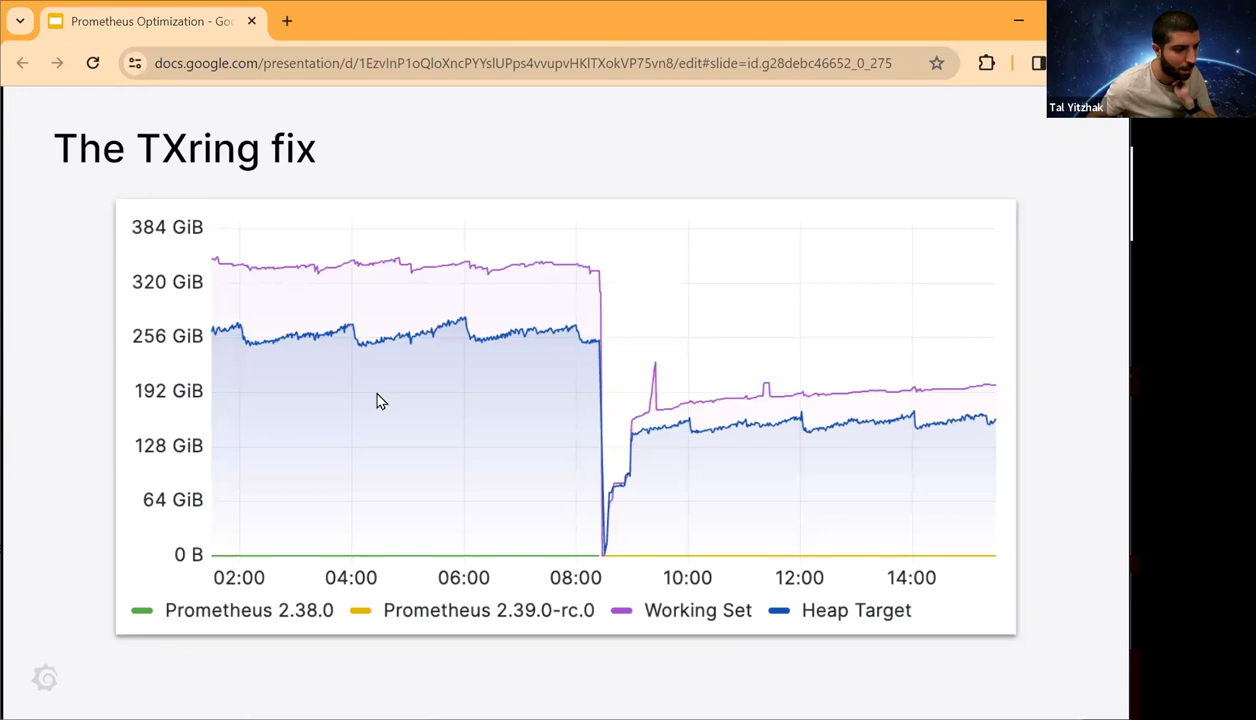 Prometheus Optimization - Goo
docs.google.com/presentation/d/1EzvInP1oQloXncPYYslUPps4vvupvHKlTXokVP75vn8/edit#slide=id.g28debc46652_0_275
Tal Yitzhak
The TXring fix
384 GiB
320 GiB
256 GiB
192 GiB
128 GiB
64 GiB
0 B
02:00 04:00 06:00 08:00 10:00 12:00 14:00
Prometheus 2.38.0 Prometheus 2.39.0-rc.0 Working Set Heap Target